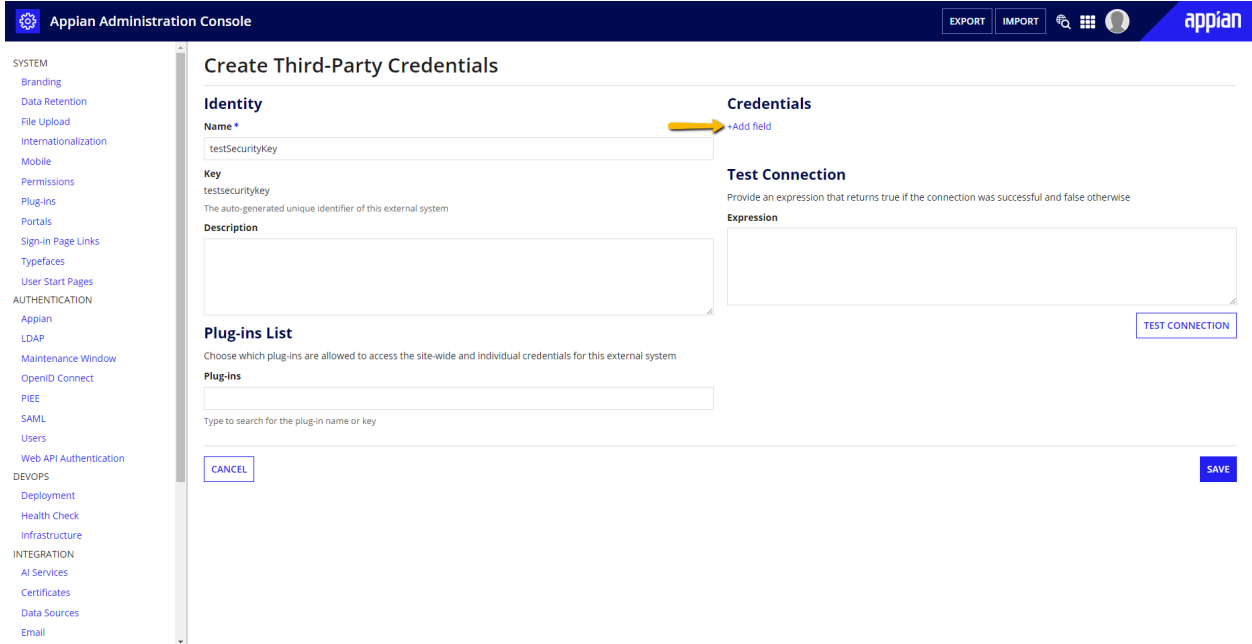 Appian Administration Console
EXPORT
IMPORT
appian
SYSTEM
Branding
Data Retention
File Upload
Internationalization
Mobile
Permissions
Plug-ins
Portals
Sign-in Page Links
Typefaces
User Start Pages
AUTHENTICATION
Appian
LDAP
Maintenance Window
OpenID Connect
PIEE
SAML
Users
Web API Authentication
DEVOPS
Deployment
Health Check
Infrastructure
INTEGRATION
AI Services
Certificates
Data Sources
Email
Create Third-Party Credentials
Identity
Name *
testSecurityKey
Key
testsecuritykey
The auto-generated unique identifier of this external system
Description
Plug-ins List
Choose which plug-ins are allowed to access the site-wide and individual credentials for this external system
Plug-ins
Type to search for the plug-in name or key
Credentials
+Add field
Test Connection
Provide an expression that returns true if the connection was successful and false otherwise
Expression
TEST CONNECTION
CANCEL
SAVE